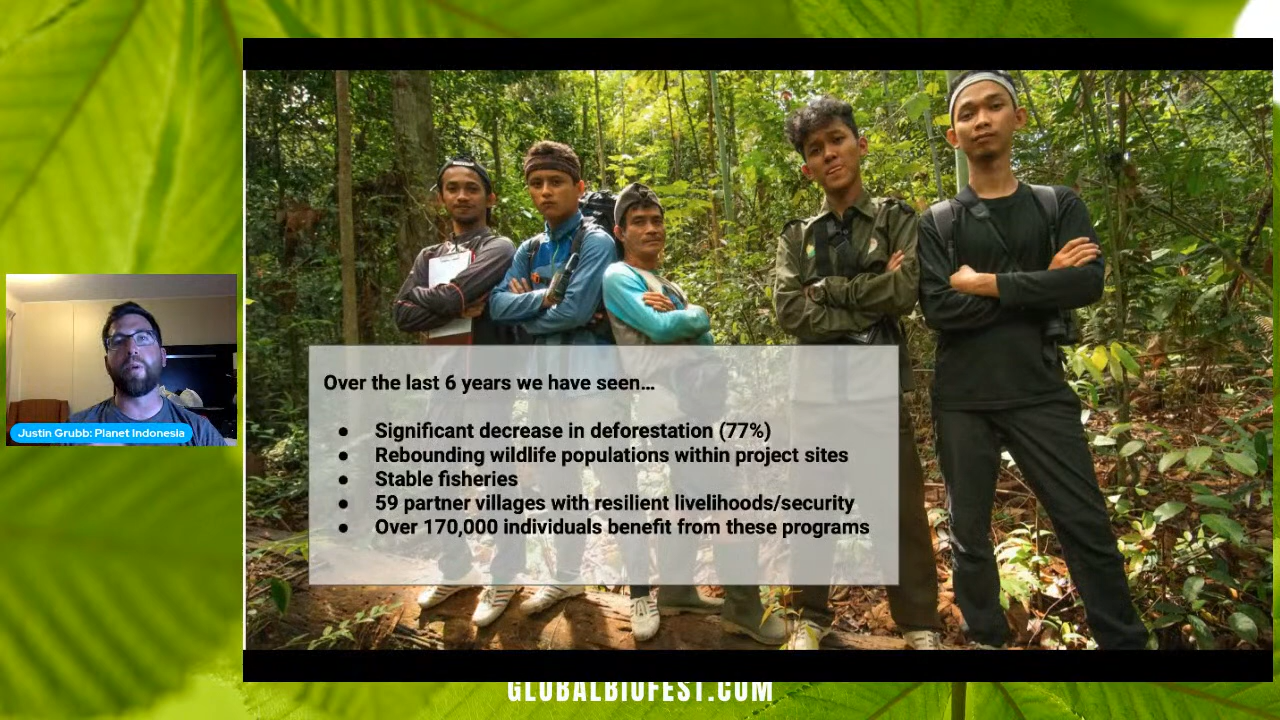 Over the last 6 years we have seen...
● Significant decrease in deforestation (77%)
● Rebounding wildlife populations within project sites
● Stable fisheries
● 59 partner villages with resilient livelihoods/security
● Over 170,000 individuals benefit from these programs
Justin Grubb: Planet Indonesia
GLOBALBIOFEST.COM